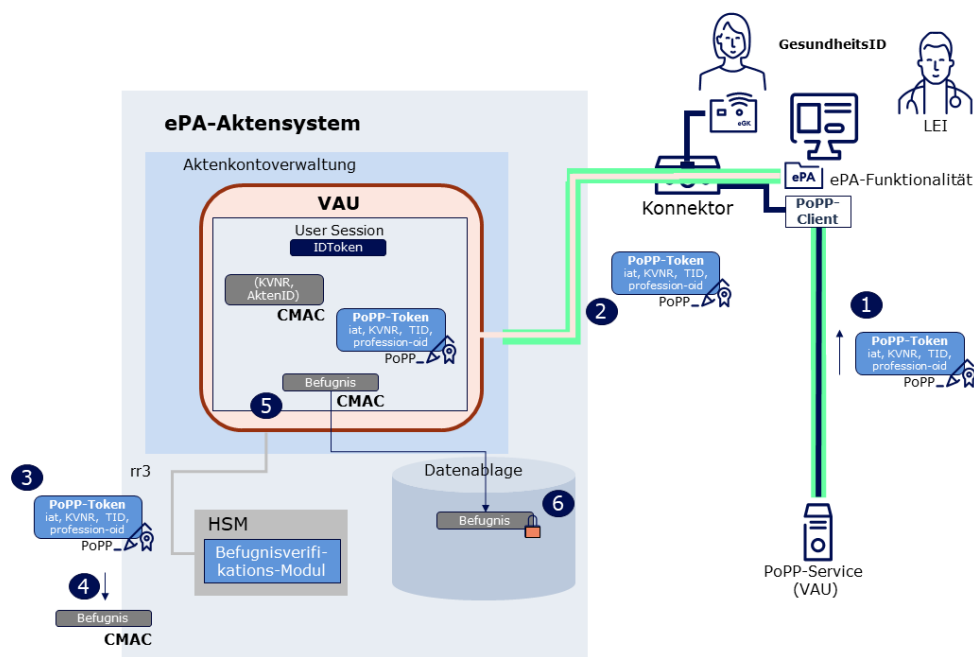 GesundheitsID
eGK
LEI
ePA-Aktensystem
Aktenkontoverwaltung
ePA
ePA-Funktionalität
Konnektor
PoPP-
Client
VAU
User Session
IDToken
(KVNR,
AktenID)
CMAC
PoPP-Token
iat, KVNR, TID,
profession-oid
PoPP
Befugnis
CMAC
5
2
PoPP-Token
iat, KVNR, TID,
profession-oid
PoPP
1
PoPP-Token
iat, KVNR, TID,
profession-oid
PoPP
rr3
3
PoPP-Token
iat, KVNR, TID,
profession-oid
PoPP
4
Befugnis
CMAC
HSM
Befugnisverifi-
kations-Modul
Datenablage
6
Befugnis
PoPP-Service
(VAU)